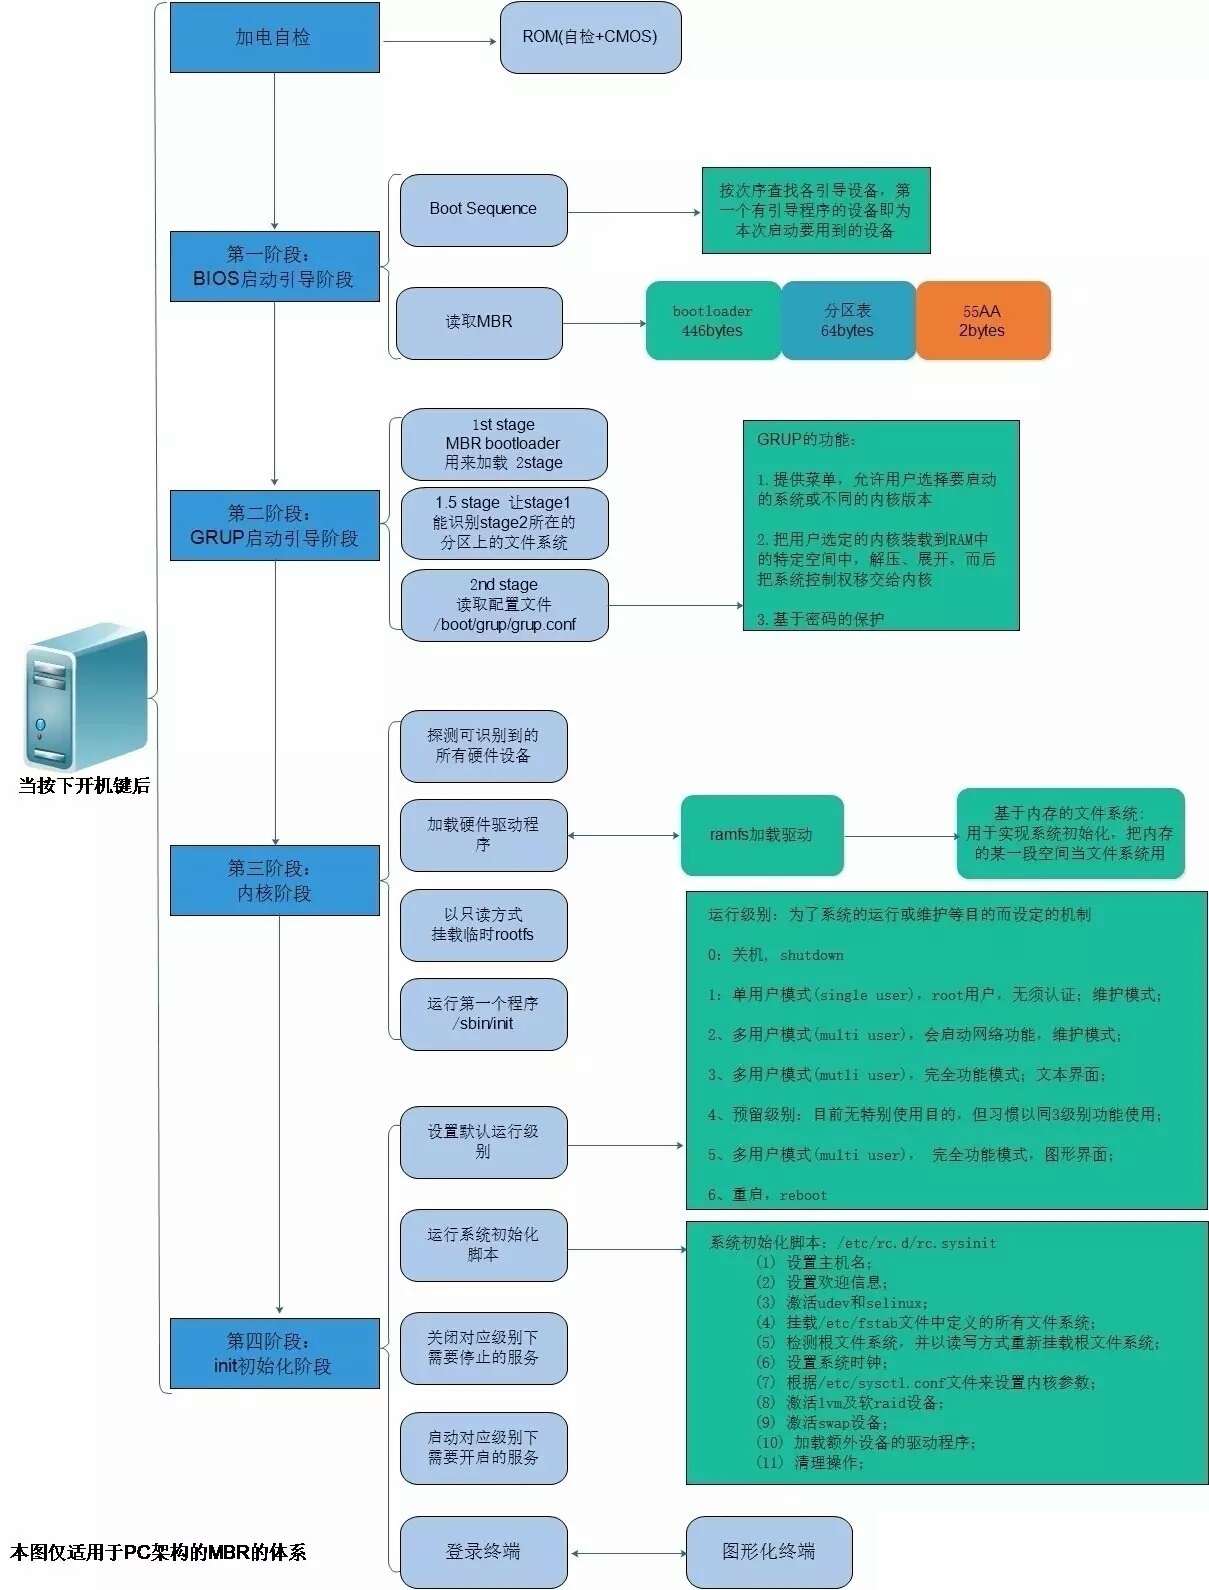 加电自检
ROM(自检+CMOS)
第一阶段：
BIOS启动引导阶段
Boot Sequence
按次序查找各引导设备，第
一个有引导程序的设备即为
本次启动要用到的设备
读取MBR
bootloader
446bytes
分区表
64bytes
55AA
2bytes
第二阶段：
GRUP启动引导阶段
1st stage
MBR bootloader
用来加载 2stage
1.5 stage 让stage1
能识别stage2所在的
分区上的文件系统
2nd stage
读取配置文件
/boot/grup/grup.conf
GRUP的功能：
1.提供菜单，允许用户选择要启动
的系统或不同的内核版本
2.把用户选定的内核装载到RAM中
的特定空间中，解压、展开，而后
把系统控制权移交给内核
3.基于密码的保护
当按下开机键后
第三阶段：
内核阶段
探测可识别到的
所有硬件设备
加载硬件驱动程
序
ramfs加载驱动
基于内存的文件系统：
用于实现系统初始化，把内存
的某一段空间当文件系统用
以只读方式
挂载临时rootfs
运行第一个程序
/sbin/init
运行级别：为了系统的运行或维护等目的而设定的机制
0：关机，shutdown
1：单用户模式(single user)，root用户，无须认证；维护模式；
2、多用户模式(multi user)，会启动网络功能，维护模式；
3、多用户模式(mutli user)，完全功能模式；文本界面；
4、预留级别：目前无特别使用目的，但习惯以同3级别功能使用；
5、多用户模式(multi user)， 完全功能模式，图形界面；
6、重启，reboot
第四阶段：
init初始化阶段
设置默认运行级
别
运行系统初始化
脚本
系统初始化脚本：/etc/rc.d/rc.sysinit
(1) 设置主机名；
(2) 设置欢迎信息；
(3) 激活udev和selinux；
(4) 挂载/etc/fstab文件中定义的所有文件系统；
(5) 检测根文件系统，并以读写方式重新挂载根文件系统；
(6) 设置系统时钟；
(7) 根据/etc/sysctl.conf文件来设置内核参数；
(8) 激活lvm及软raid设备；
(9) 激活swap设备；
(10) 加载额外设备的驱动程序；
(11) 清理操作；
关闭对应级别下
需要停止的服务
启动对应级别下
需要开启的服务
登录终端
图形化终端
本图仅适用于PC架构的MBR的体系